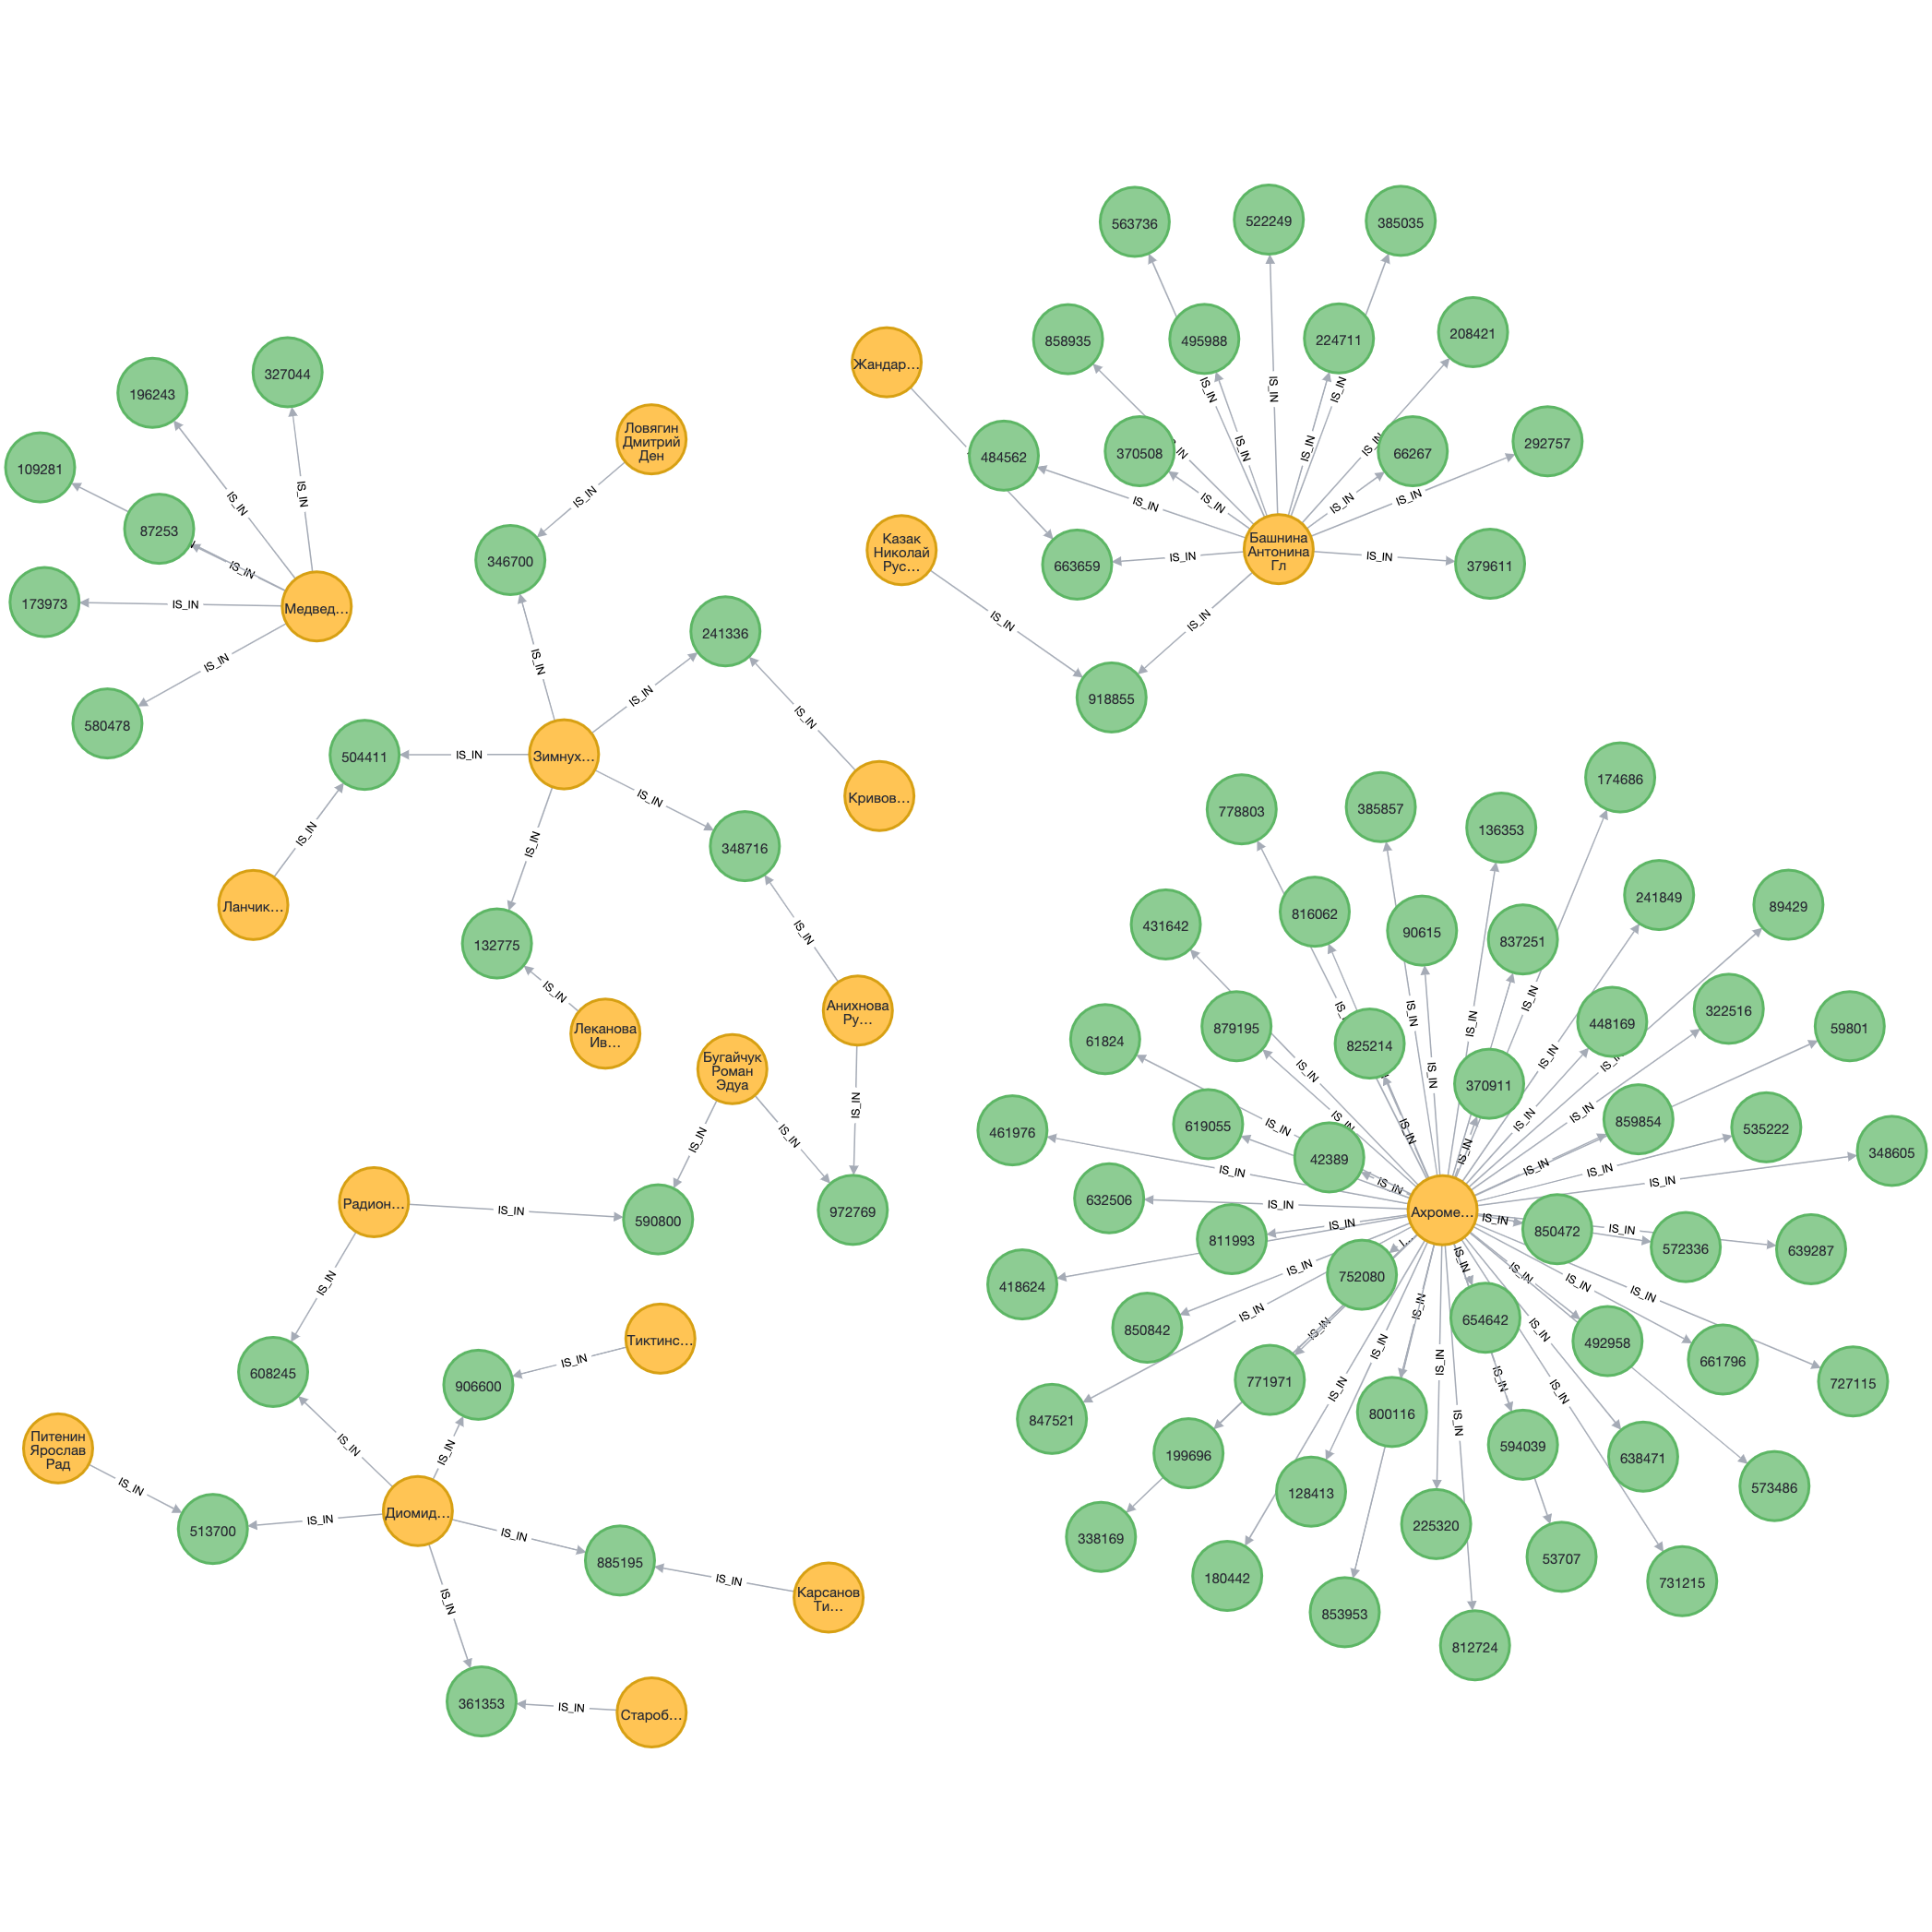 563736
522249
385035
858935
495988
224711
208421
Жандар…
327044
196243
IS_IN
IS_IN
IS_IN
IS_IN
Ловягин
Дмитрий
Ден
484562
370508
IS_IN
IS_IN
IS_IN
66267
292757
109281
IS_IN
IS_IN
IS_IN
IS_IN
IS_IN
IS_IN
IS_IN
87253
Казак
Николай
Рус…
Башнина
Антонина
Гл
346700
IS_IN
663659
IS_IN
IS_IN
379611
173973
IS_IN
Медвед…
IS_IN
IS_IN
241336
IS_IN
IS_IN
IS_IN
918855
580478
504411
IS_IN
Зимнух…
IS_IN
Кривов…
IS_IN
IS_IN
IS_IN
348716
778803
385857
136353
174686
Ланчик…
132775
IS_IN
431642
816062
90615
837251
241849
89429
IS_IN
Леканова
Ив…
Анихнова
Ру…
879195
IS_IN
IS_IN
IS_IN
448169
322516
59801
61824
825214
Бугайчук
Роман
Эдуа
IS_IN
IS_IN
IS_IN
370911
IS_IN
IS_IN
IS_IN
IS_IN
461976
619055
IS_IN
IS_IN
IS_IN
IS_IN
859854
535222
348605
42389
IS_IN
IS_IN
IS_IN
IS_IN
IS_IN
Радион…
IS_IN
590800
972769
632506
IS_IN
IS_IN
Ахроме…
IS_IN
850472
IS_IN
572336
639287
811993
IS_IN
418624
752080
IS_IN
IS_IN
IS_IN
IS_IN
IS_IN
IS_IN
608245
906600
IS_IN
Тиктинс…
850842
IS_IN
IS_IN
IS_IN
IS_IN
654642
IS_IN
492958
661796
727115
IS_IN
847521
771971
IS_IN
800116
IS_IN
IS_IN
IS_IN
Питенин
Ярослав
Рад
IS_IN
IS_IN
199696
IS_IN
594039
638471
573486
IS_IN
513700
IS_IN
Диомид…
IS_IN
885195
338169
128413
225320
53707
731215
IS_IN
IS_IN
Карсанов
Ти…
180442
853953
812724
361353
IS_IN
Староб…